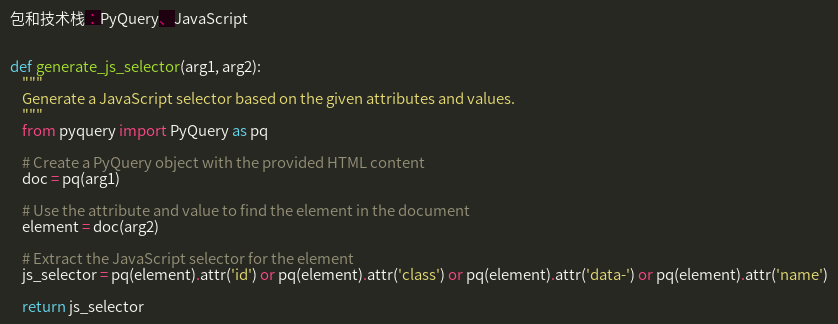 包和技术栈：PyQuery、JavaScript
def generate_js_selector(arg1, arg2):
"""
Generate a JavaScript selector based on the given attributes and values.
"""
from pyquery import PyQuery as pq
# Create a PyQuery object with the provided HTML content
doc = pq(arg1)
# Use the attribute and value to find the element in the document
element = doc(arg2)
# Extract the JavaScript selector for the element
js_selector = pq(element).attr('id') or pq(element).attr('class') or pq(element).attr('data-') or pq(element).attr('name')
return js_selector